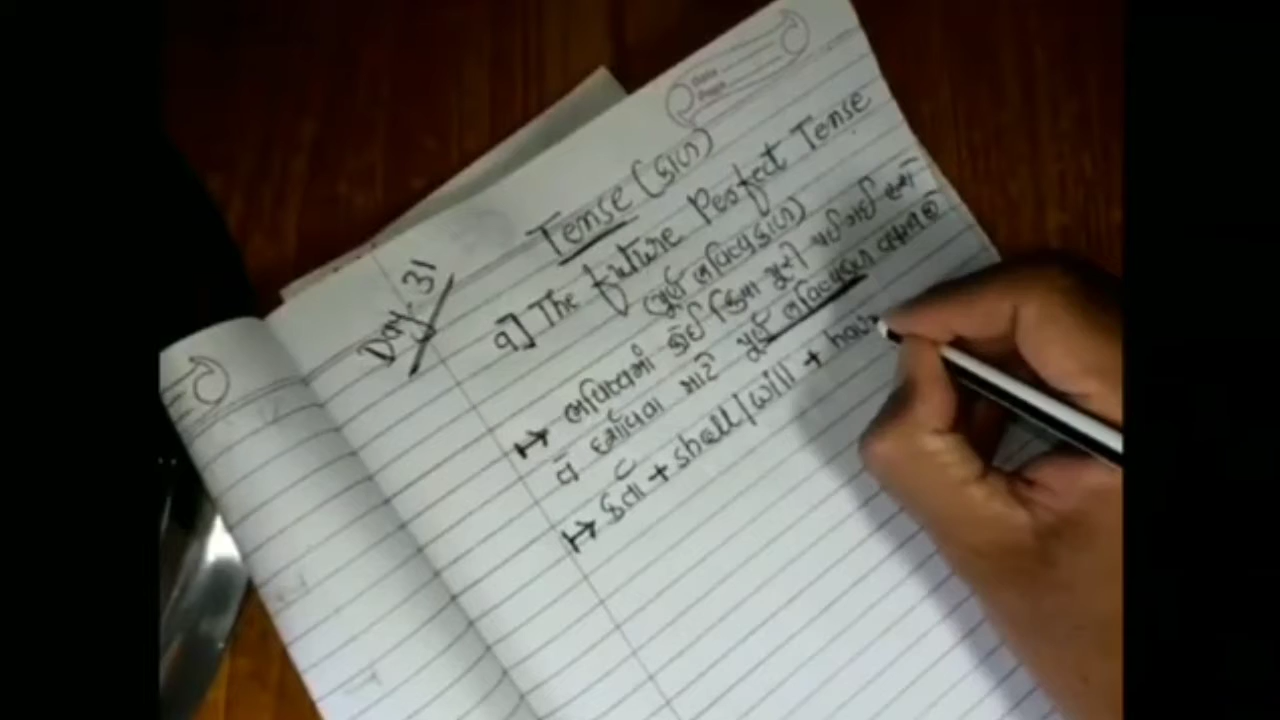 Day-31
Tense (કાળ)
9] The future Perfect Tense
(પૂર્ણ ભવિષ્યકાળ)
→ ભવિષ્યમાં કોઈ ક્રિયા પૂરી થઈ ગઈ હશે
તે દર્શાવવા માટે પૂર્ણ ભવિષ્યકાળ વપરાય છે
→ કર્તા + shall/will + have